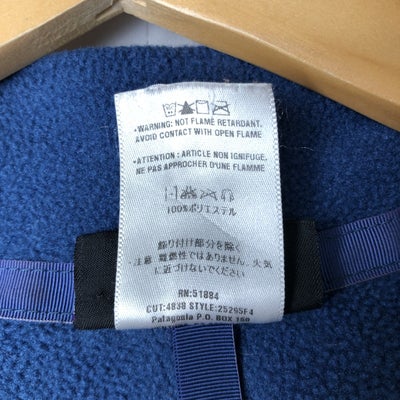 •WARNING: NOT FLAME RETARDANT.
AVOID CONTACT WITH OPEN FLAME
•ATTENTION : ARTICLE NON IGNIFUGÉ.
NE PAS APPROCHER D'UNE FLAMME
100%ポリエステル
飾り付け部分を除く
・注意 難燃性ではありません。火気
に近づけないでください
RN:51884
CUT:4838 STYLE:25295F4
Patagonia P.O. BOX 150